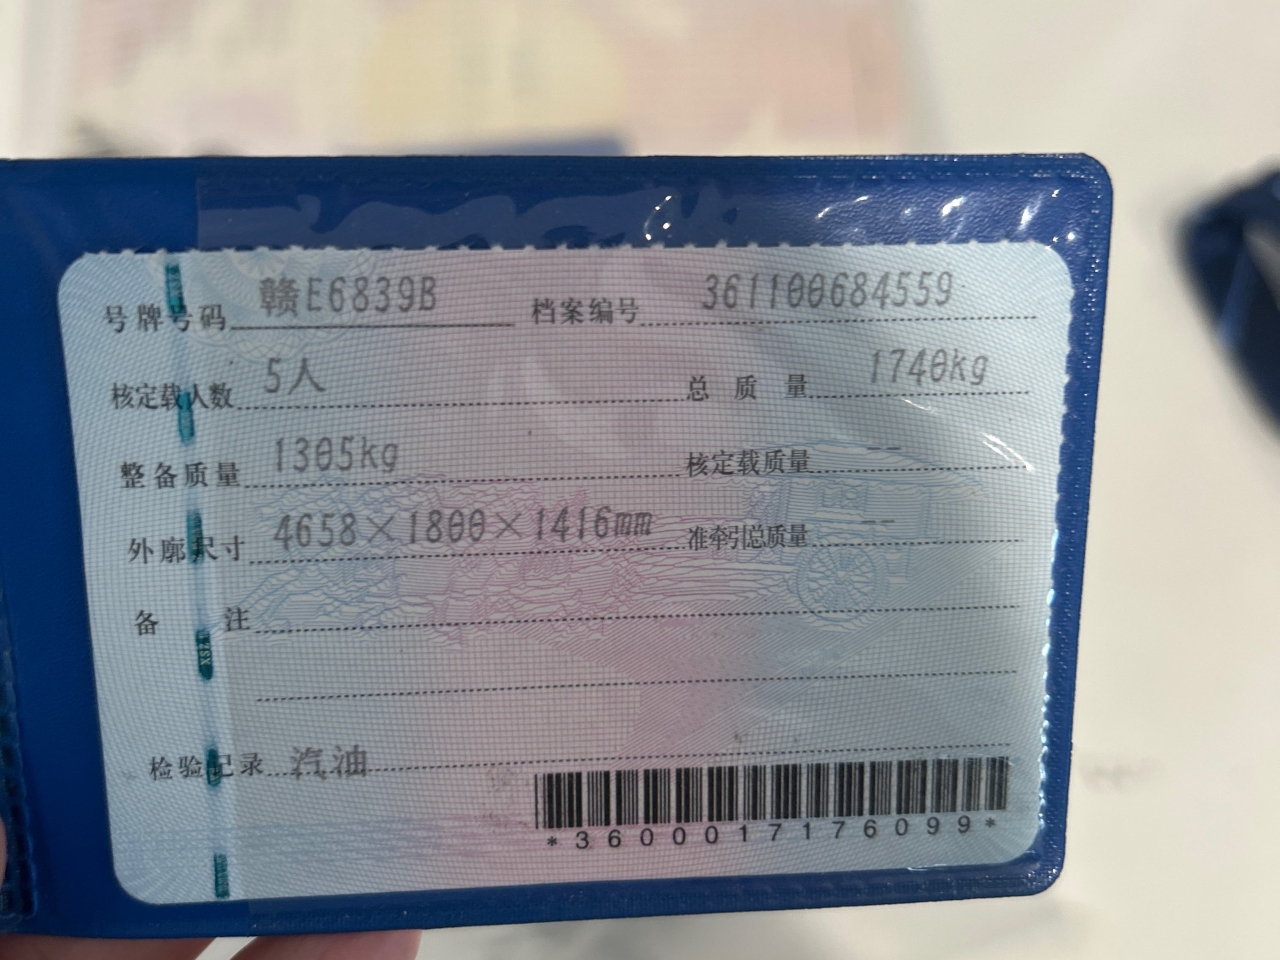 号牌号码 赣E6839B 档案编号 361100684559
核定载人数 5人 总质量 1740kg
整备质量 1305kg 核定载质量 --
外廓尺寸 4658×1800×1416mm 准牵引总质量 --
备注
检验记录 汽油
*3600017176099*
XSZ